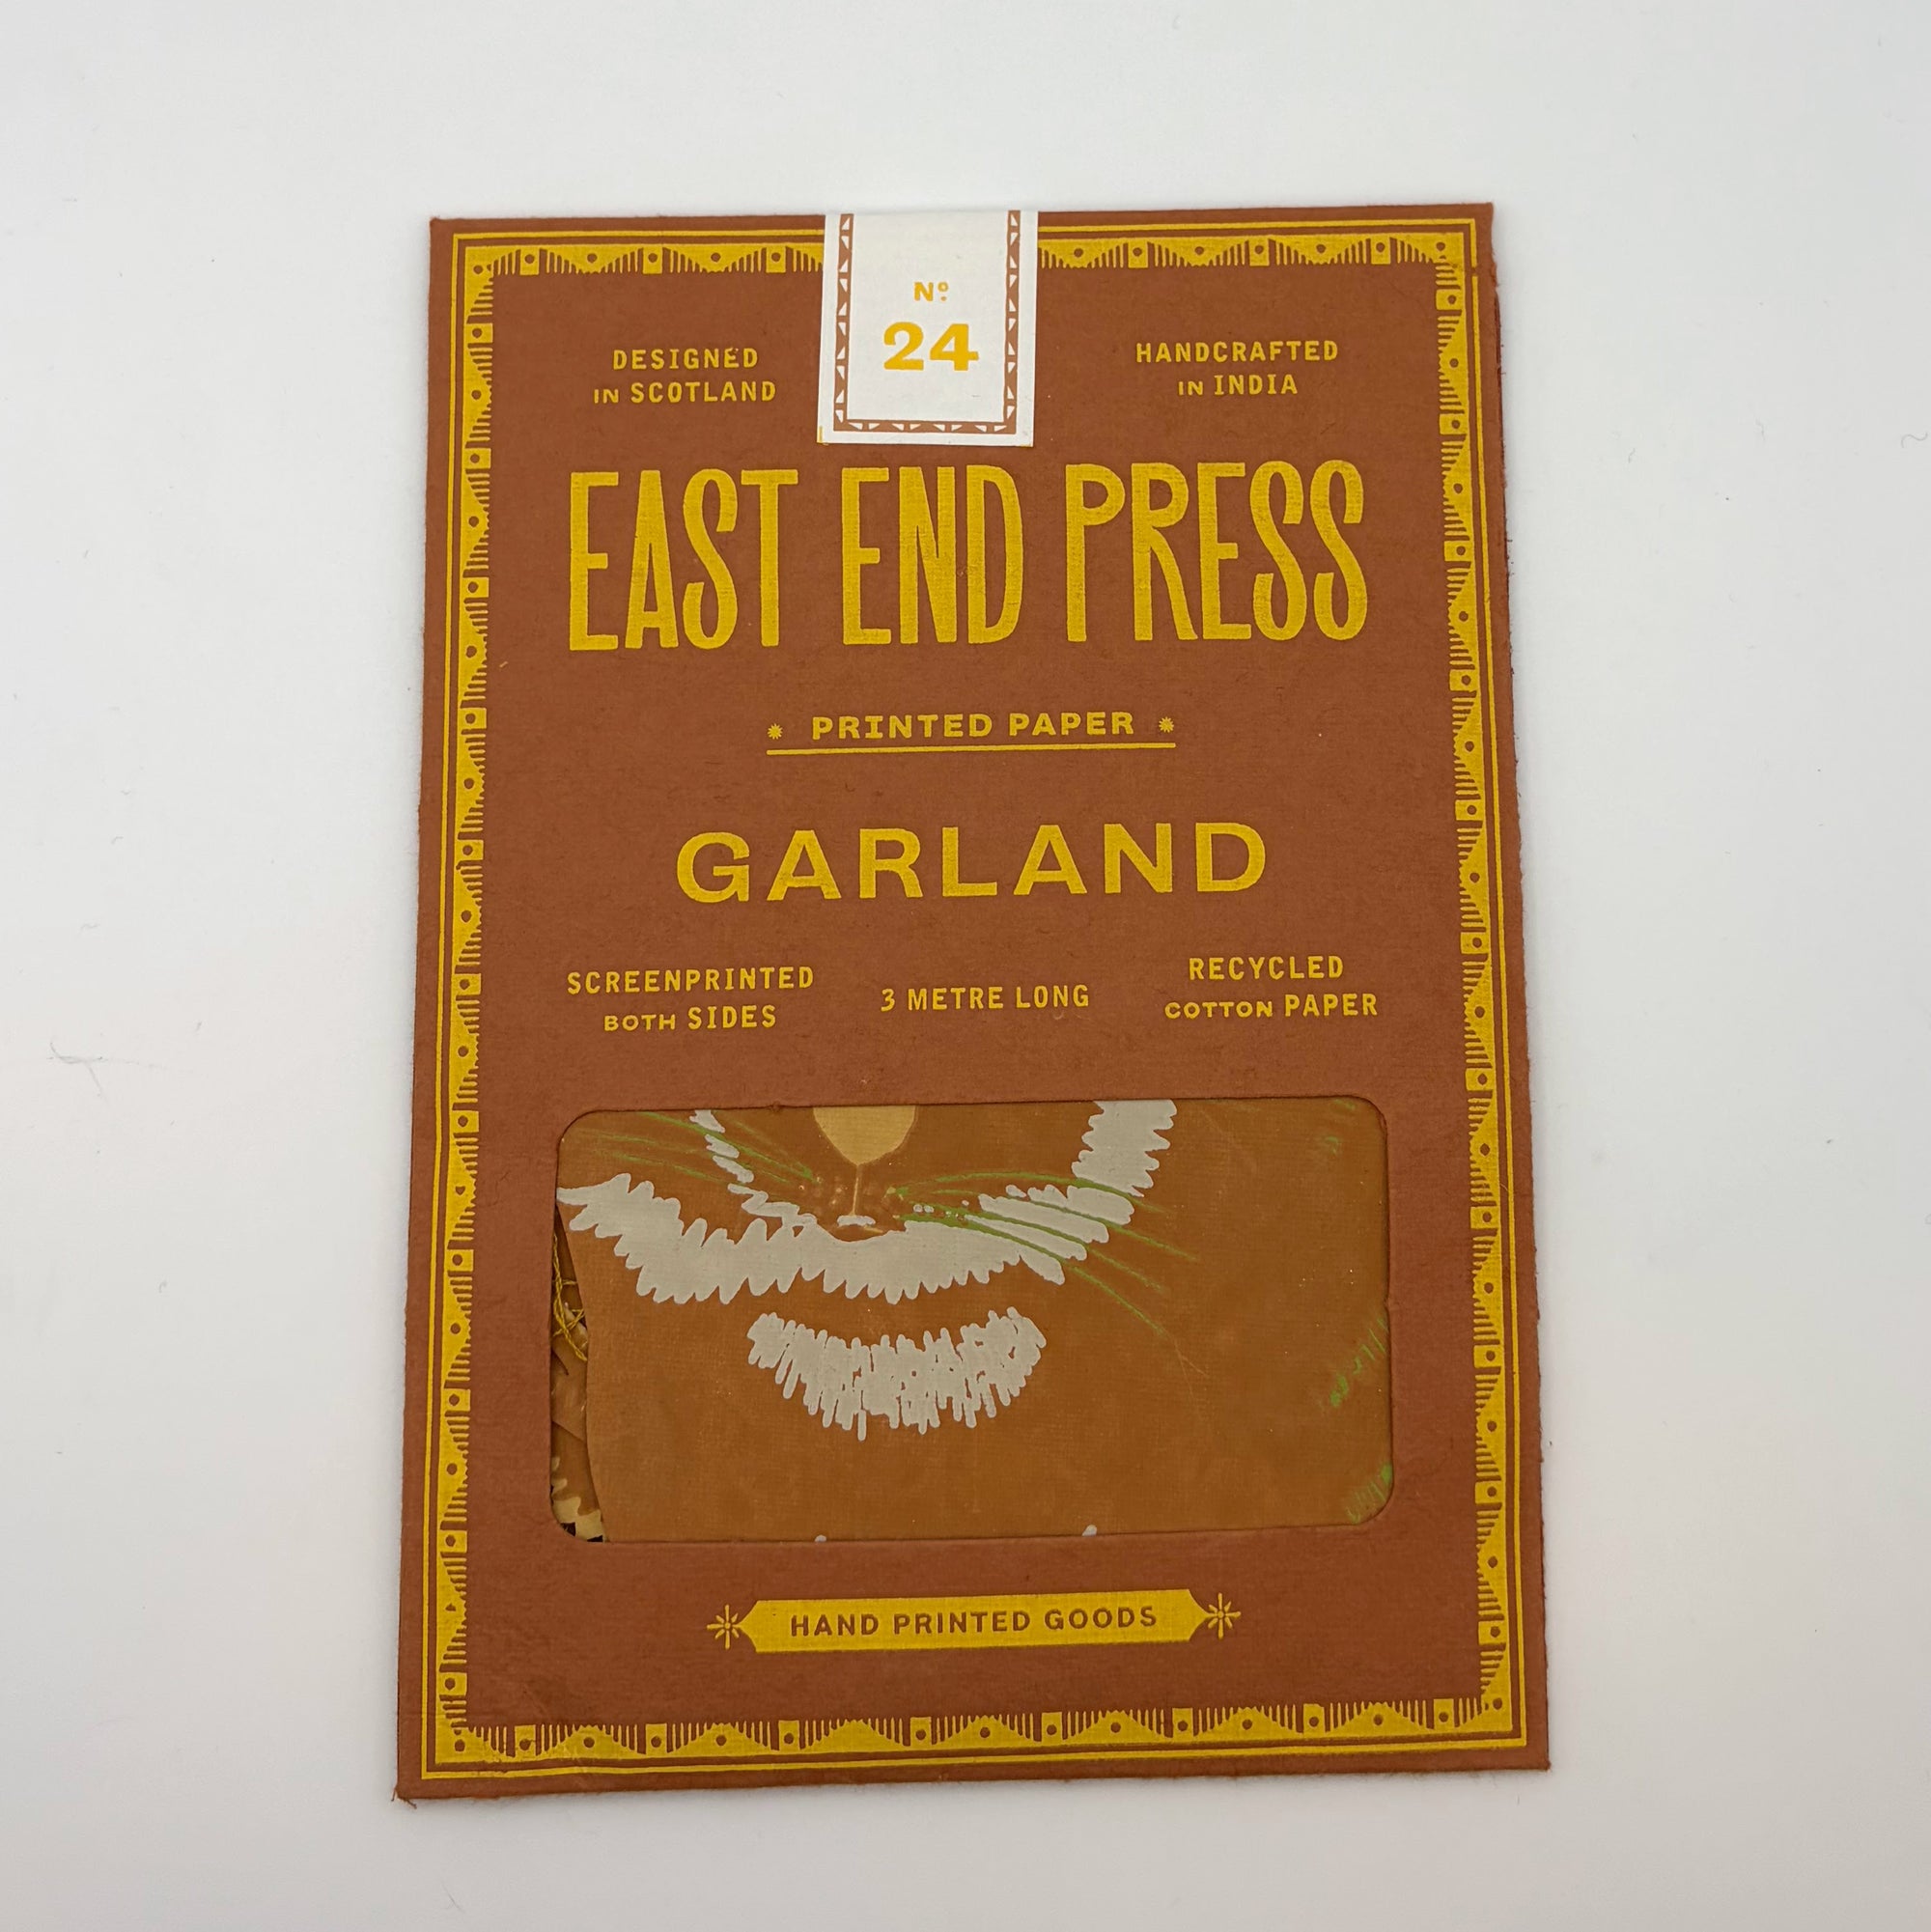 Nº
24
DESIGNED
IN SCOTLAND
HANDCRAFTED
IN INDIA
EAST END PRESS
PRINTED PAPER
GARLAND
SCREENPRINTED
BOTH SIDES
3 METRE LONG
RECYCLED
COTTON PAPER
HAND PRINTED GOODS